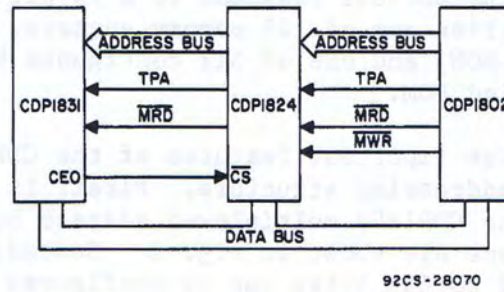 ADDRESS BUS ADDRESS BUS
TPA TPA
CDP1831 CDP1824 CDP1802
MRD MRD
MWR
CEO CS
DATA BUS
92CS-28070